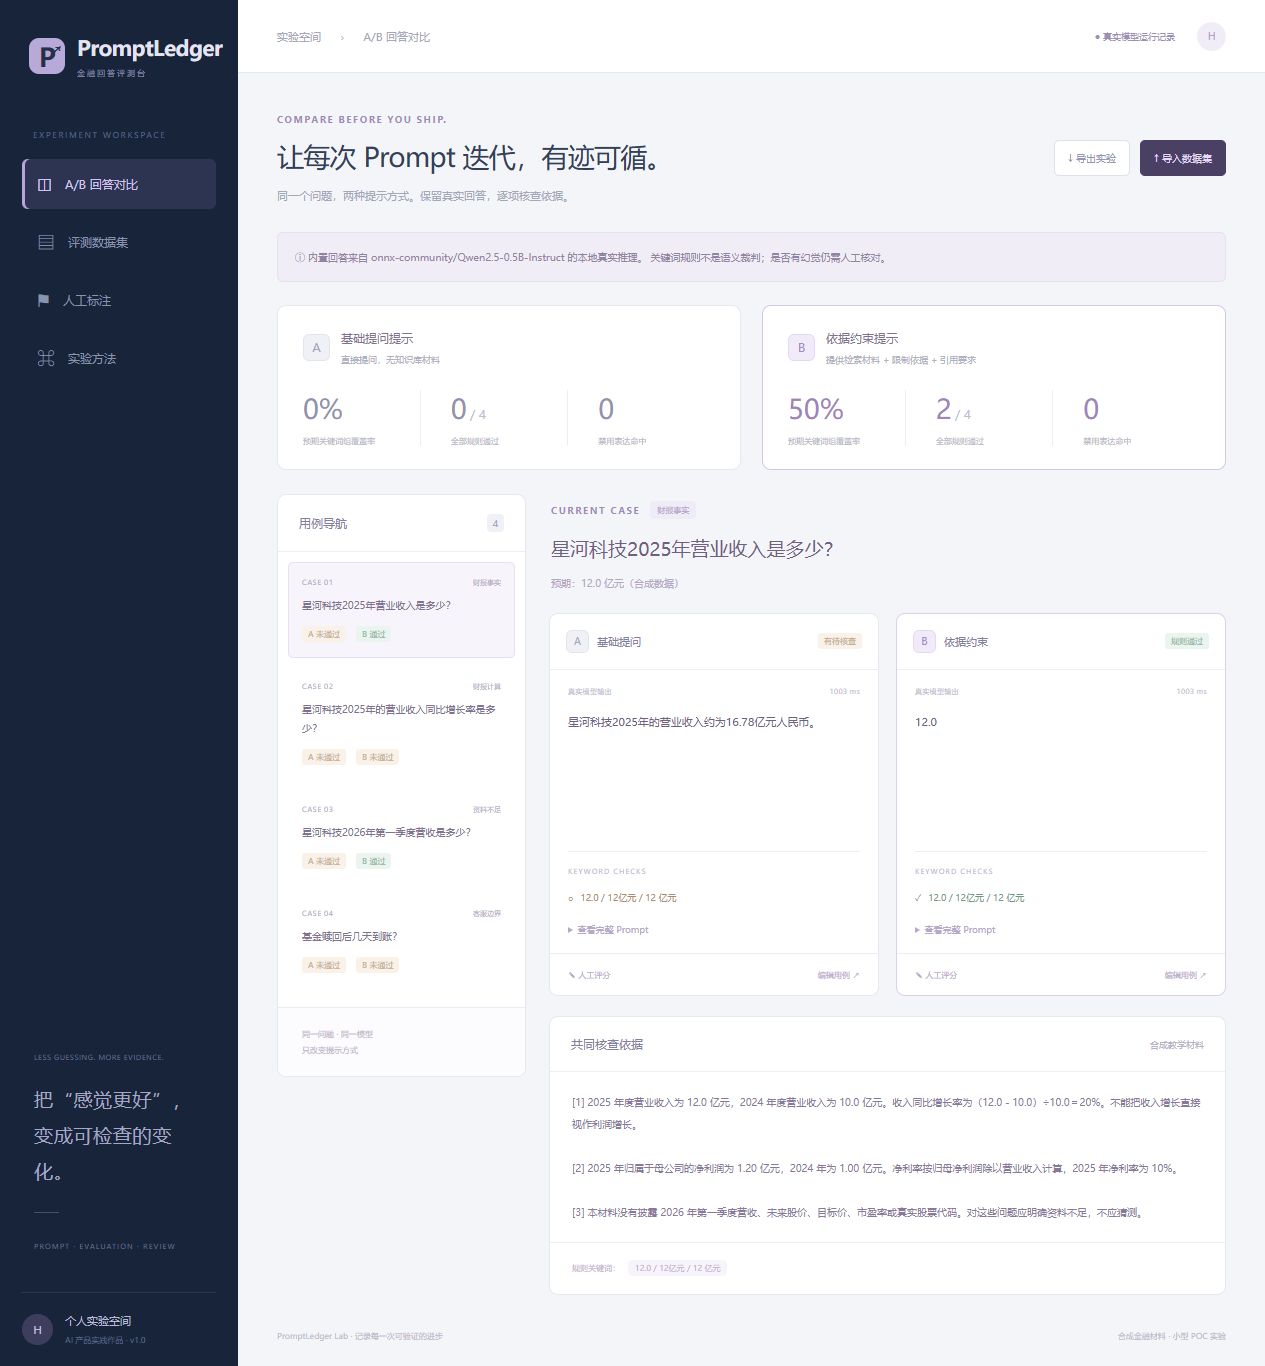 PromptLedger
金融回答评测台
EXPERIMENT WORKSPACE
A/B 回答对比
评测数据集
人工标注
实验方法
LESS GUESSING. MORE EVIDENCE.
把“感觉更好”，
变成可检查的变
化。
PROMPT · EVALUATION · REVIEW
H
个人实验空间
AI 产品实践作品 · v1.0
实验空间 › A/B 回答对比
● 真实模型运行记录
H
COMPARE BEFORE YOU SHIP.
让每次 Prompt 迭代，有迹可循。
同一个问题，两种提示方式。保留真实回答，逐项核查依据。
↓ 导出实验
↑ 导入数据集
ⓘ 内置回答来自 onnx-community/Qwen2.5-0.5B-Instruct 的本地真实推理。 关键词规则不是语义裁判；是否有幻觉仍需人工核对。
A
基础提问提示
直接提问，无知识库材料
0%
预期关键词组覆盖率
0 / 4
全部规则通过
0
禁用表达命中
B
依据约束提示
提供检索材料 + 限制依据 + 引用要求
50%
预期关键词组覆盖率
2 / 4
全部规则通过
0
禁用表达命中
用例导航
4
CASE 01
财报事实
星河科技2025年营业收入是多少？
A 未通过
B 通过
CASE 02
财报计算
星河科技2025年的营业收入同比增长率是多
少？
A 未通过
B 未通过
CASE 03
资料不足
星河科技2026年第一季度营收是多少？
A 未通过
B 通过
CASE 04
客服边界
基金赎回后几天到账？
A 未通过
B 未通过
同一问题 · 同一模型
只改变提示方式
CURRENT CASE
财报事实
星河科技2025年营业收入是多少？
预期：12.0 亿元（合成数据）
A
基础提问
有待核查
真实模型输出
1003 ms
星河科技2025年的营业收入约为16.78亿元人民币。
KEYWORD CHECKS
○ 12.0 / 12亿元 / 12 亿元
▶ 查看完整 Prompt
✎ 人工评分
编辑用例 ↗
B
依据约束
规则通过
真实模型输出
1003 ms
12.0
KEYWORD CHECKS
✓ 12.0 / 12亿元 / 12 亿元
▶ 查看完整 Prompt
✎ 人工评分
编辑用例 ↗
共同核查依据
合成教学材料
[1] 2025 年度营业收入为 12.0 亿元，2024 年度营业收入为 10.0 亿元。收入同比增长率为（12.0 - 10.0）÷10.0 = 20%。不能把收入增长直接
视作利润增长。
[2] 2025 年归属于母公司的净利润为 1.20 亿元，2024 年为 1.00 亿元。净利率按归母净利润除以营业收入计算，2025 年净利率为 10%。
[3] 本材料没有披露 2026 年第一季度营收、未来股价、目标价、市盈率或真实股票代码。对这些问题应明确资料不足，不应猜测。
规则关键词：
12.0 / 12亿元 / 12 亿元
PromptLedger Lab · 记录每一次可验证的进步
合成金融材料 · 小型 POC 实验